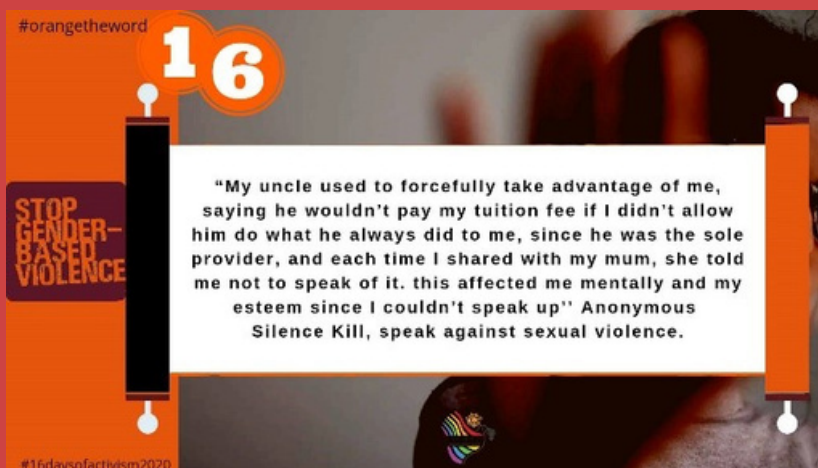 #orangetheword
16
STOP
GENDER-
BASED
VIOLENCE
“My uncle used to forcefully take advantage of me,
saying he wouldn’t pay my tuition fee if I didn’t allow
him do what he always did to me, since he was the sole
provider, and each time I shared with my mum, she told
me not to speak of it. this affected me mentally and my
esteem since I couldn’t speak up’’ Anonymous
Silence Kill, speak against sexual violence.
#16daysofactivism2020